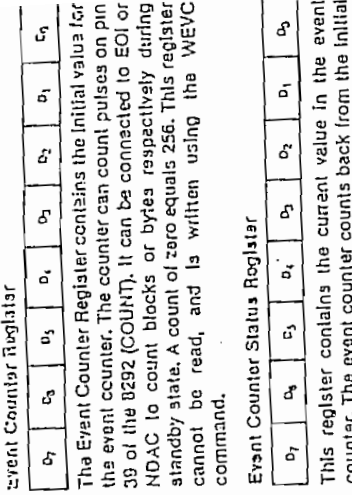 Event Counter Register
D7 D6 D5 D4 D3 D2 D1 D0
The Event Counter Register contains the initial value for
the event counter. The counter can count pulses on pin
39 of the 8292 (COUNT). It can be connected to EOI or
NDAC to count blocks or bytes respectively during
standby state. A count of zero equals 256. This register
cannot be read, and is written using the WEVC
command.
Event Counter Status Register
D7 D6 D5 D4 D3 D2 D1 D0
This register contains the current value in the event
counter. The event counter counts back from the initial